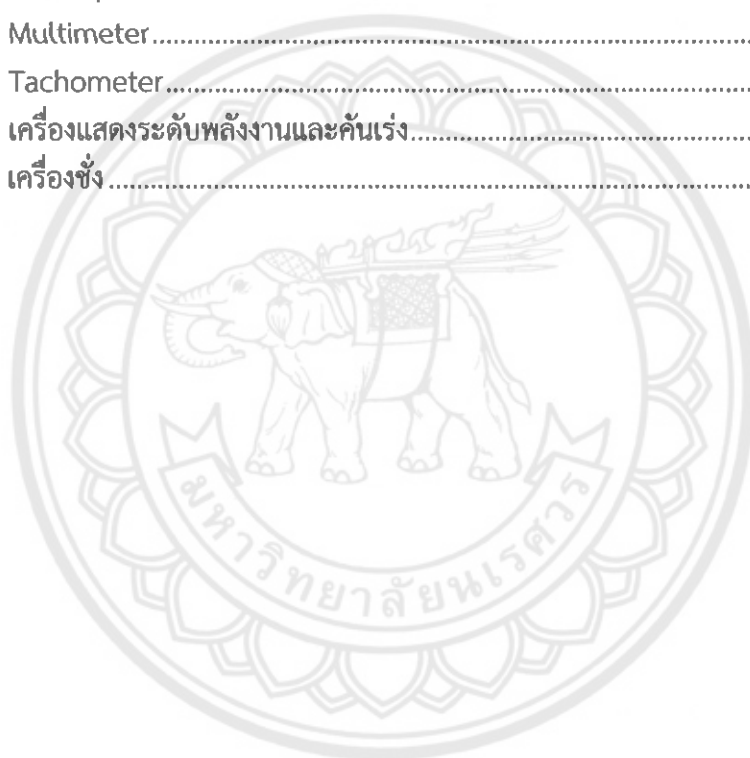 Multimeter....................................................................................
Tachometer..................................................................................
เครื่องแสดงระดับพลังงานและคันเร่ง.................................................
เครื่องชั่ง...........................................................................................
มหาวิทยาลัยนเรศวร